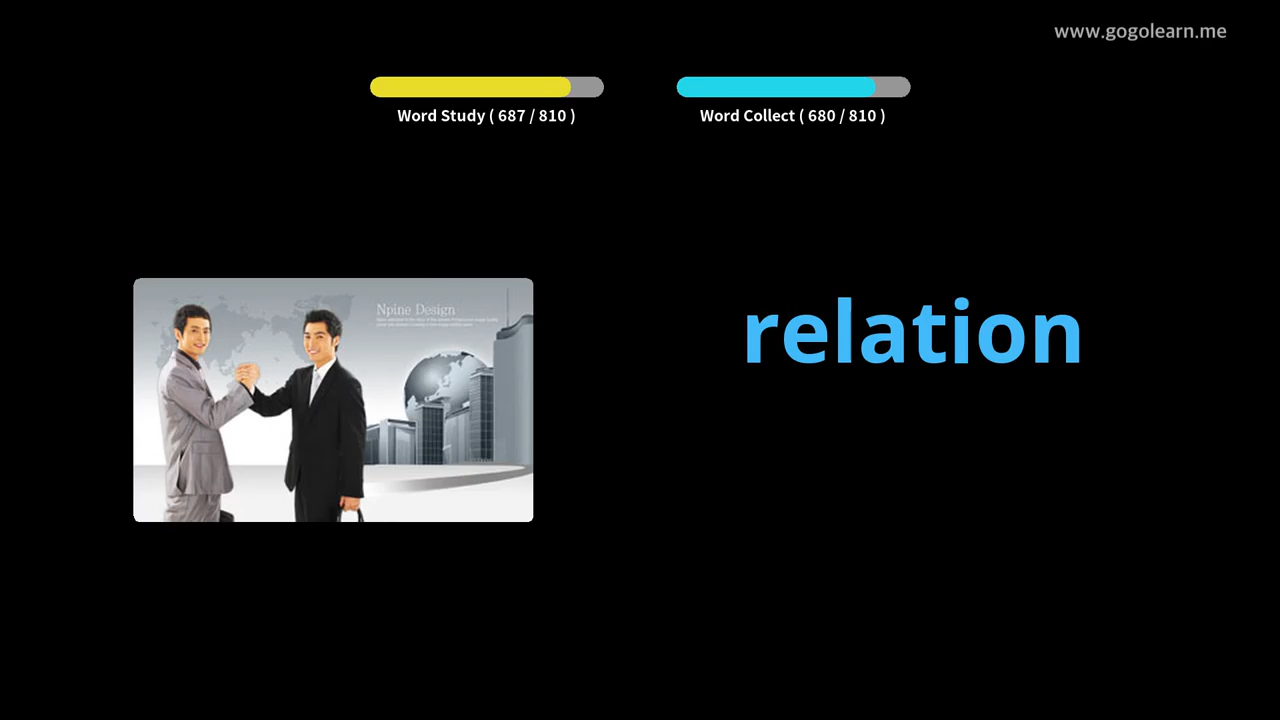 www.gogolearn.me
Word Study ( 687 / 810 )
Word Collect ( 680 / 810 )
Npine Design
relation